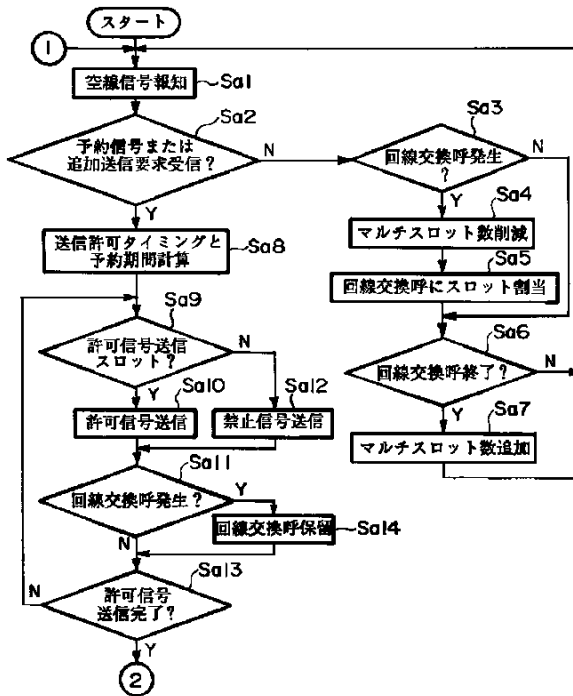 スタート
1
空線信号報知
Sa1
Sa2
予約信号または
追加送信要求受信?
N
Y
Sa3
回線交換呼発生
?
N
Y
Sa4
マルチスロット数削減
Sa5
回線交換呼にスロット割当
Sa6
回線交換呼終了?
N
Y
Sa7
マルチスロット数追加
送信許可タイミングと
予約期間計算
Sa8
Sa9
許可信号送信
スロット?
N
Y
Sa10
許可信号送信
Sa12
禁止信号送信
Sa11
回線交換呼発生?
Y
N
回線交換呼保留
Sa14
Sa13
許可信号
送信完了?
N
Y
2